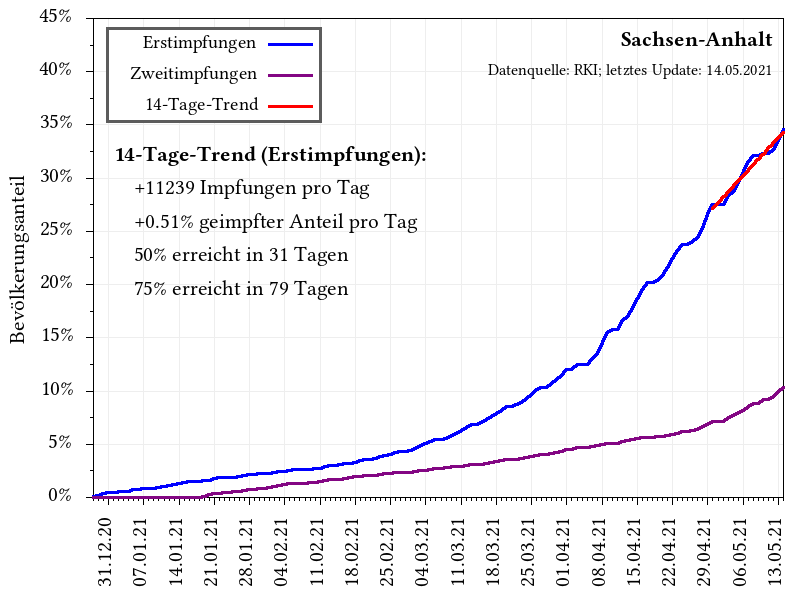 45%
40%
35%
30%
25%
20%
15%
10%
5%
0%
Bevölkerungsanteil
Erstimpfungen
Zweitimpfungen
14-Tage-Trend
Sachsen-Anhalt
Datenquelle: RKI; letztes Update: 14.05.2021
14-Tage-Trend (Erstimpfungen):
+11239 Impfungen pro Tag
+0.51% geimpfter Anteil pro Tag
50% erreicht in 31 Tagen
75% erreicht in 79 Tagen
31.12.20
07.01.21
14.01.21
21.01.21
28.01.21
04.02.21
11.02.21
18.02.21
25.02.21
04.03.21
11.03.21
18.03.21
25.03.21
01.04.21
08.04.21
15.04.21
22.04.21
29.04.21
06.05.21
13.05.21